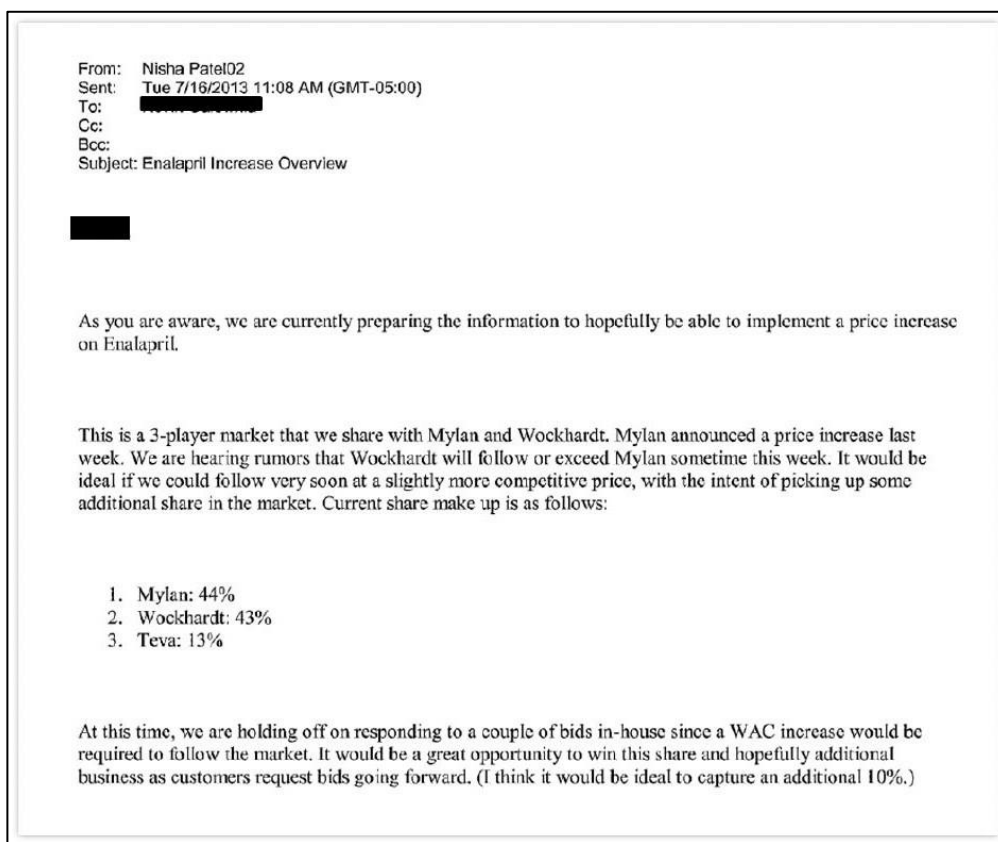 From: Nisha Patel02
Sent: Tue 7/16/2013 11:08 AM (GMT-05:00)
To:
Cc:
Bcc:
Subject: Enalapril Increase Overview
As you are aware, we are currently preparing the information to hopefully be able to implement a price increase
on Enalapril.
This is a 3-player market that we share with Mylan and Wockhardt. Mylan announced a price increase last
week. We are hearing rumors that Wockhardt will follow or exceed Mylan sometime this week. It would be
ideal if we could follow very soon at a slightly more competitive price, with the intent of picking up some
additional share in the market. Current share make up is as follows:
1. Mylan: 44%
2. Wockhardt: 43%
3. Teva: 13%
At this time, we are holding off on responding to a couple of bids in-house since a WAC increase would be
required to follow the market. It would be a great opportunity to win this share and hopefully additional
business as customers request bids going forward. (I think it would be ideal to capture an additional 10%.)